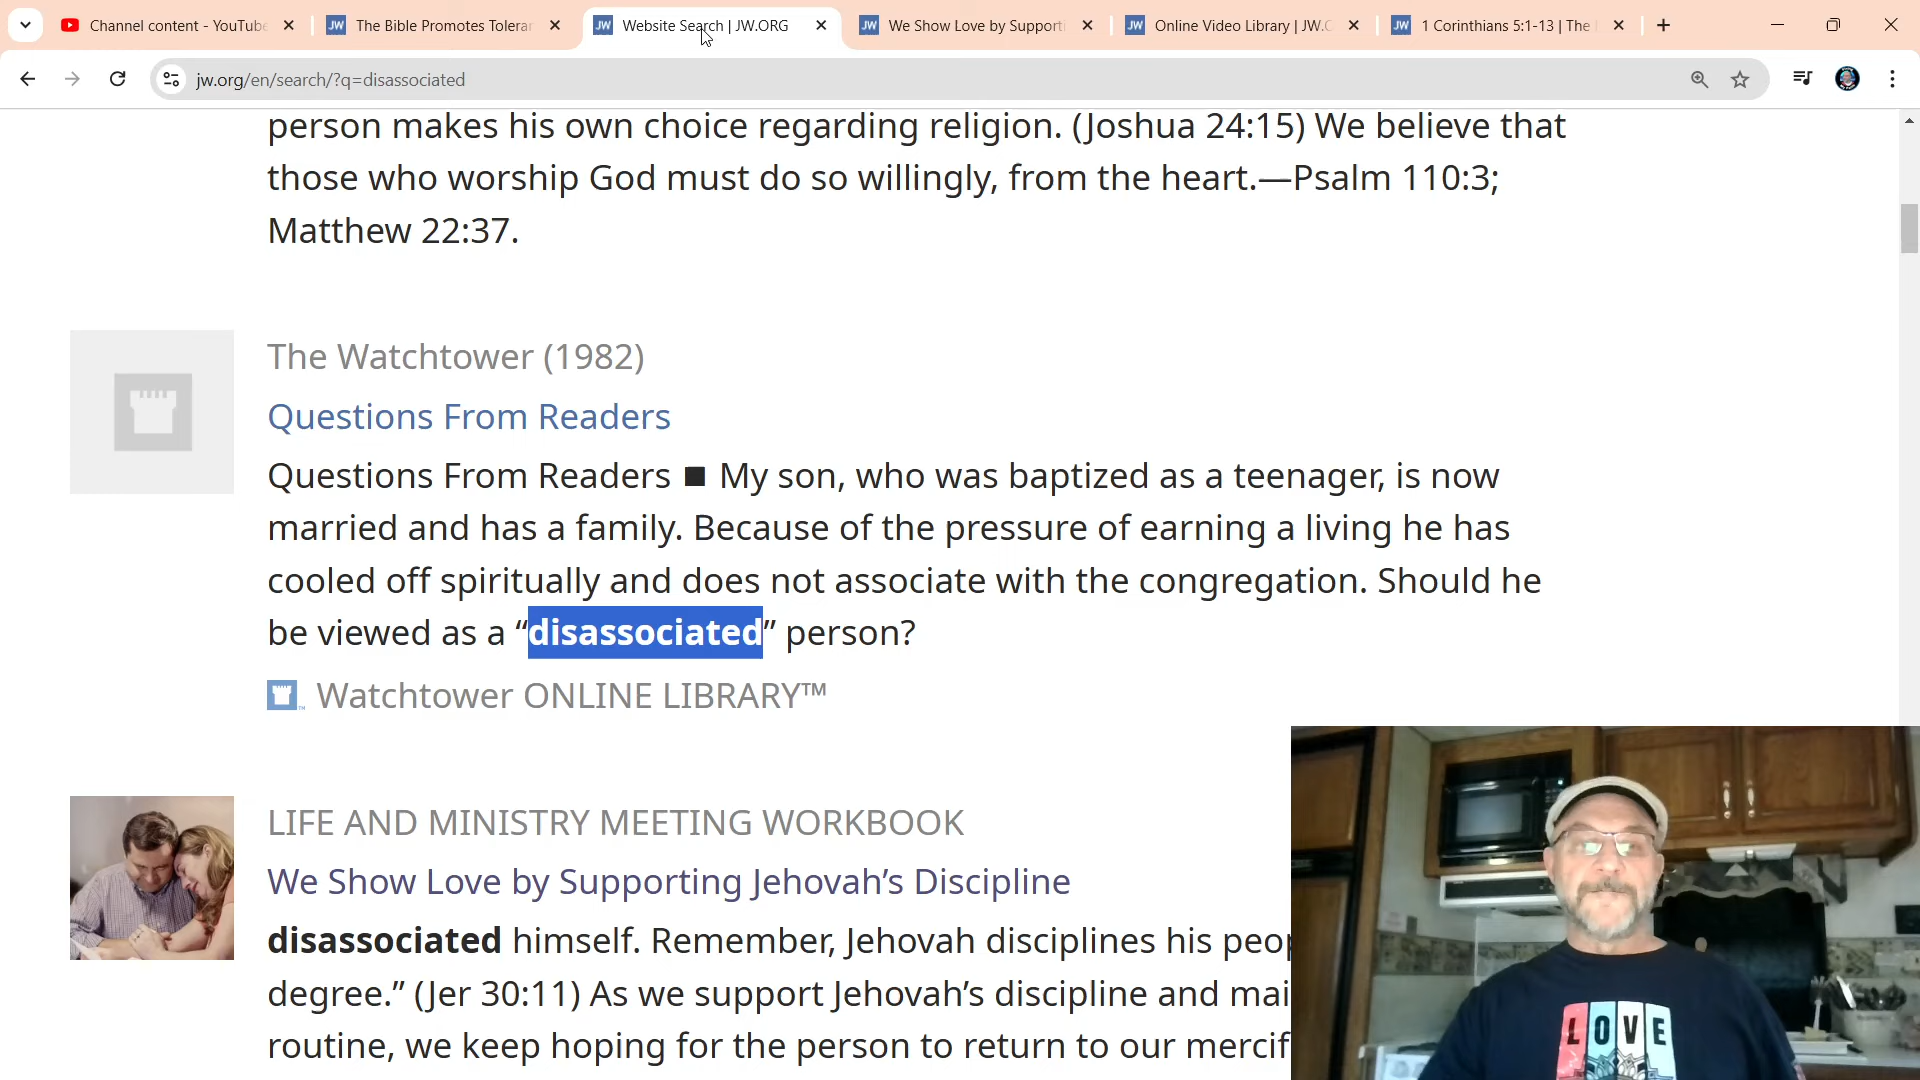 Channel content - YouTube
The Bible Promotes Toleran
Website Search | JW.ORG
We Show Love by Supporti
Online Video Library | JW.O
1 Corinthians 5:1-13 | The
jw.org/en/search/?q=disassociated
person makes his own choice regarding religion. (Joshua 24:15) We believe that
those who worship God must do so willingly, from the heart.—Psalm 110:3;
Matthew 22:37.
The Watchtower (1982)
Questions From Readers
Questions From Readers ■ My son, who was baptized as a teenager, is now
married and has a family. Because of the pressure of earning a living he has
cooled off spiritually and does not associate with the congregation. Should he
be viewed as a “disassociated” person?
Watchtower ONLINE LIBRARY™
LIFE AND MINISTRY MEETING WORKBOOK
We Show Love by Supporting Jehovah’s Discipline
disassociated himself. Remember, Jehovah disciplines his peop
degree.” (Jer 30:11) As we support Jehovah’s discipline and mai
routine, we keep hoping for the person to return to our mercif
LOVE